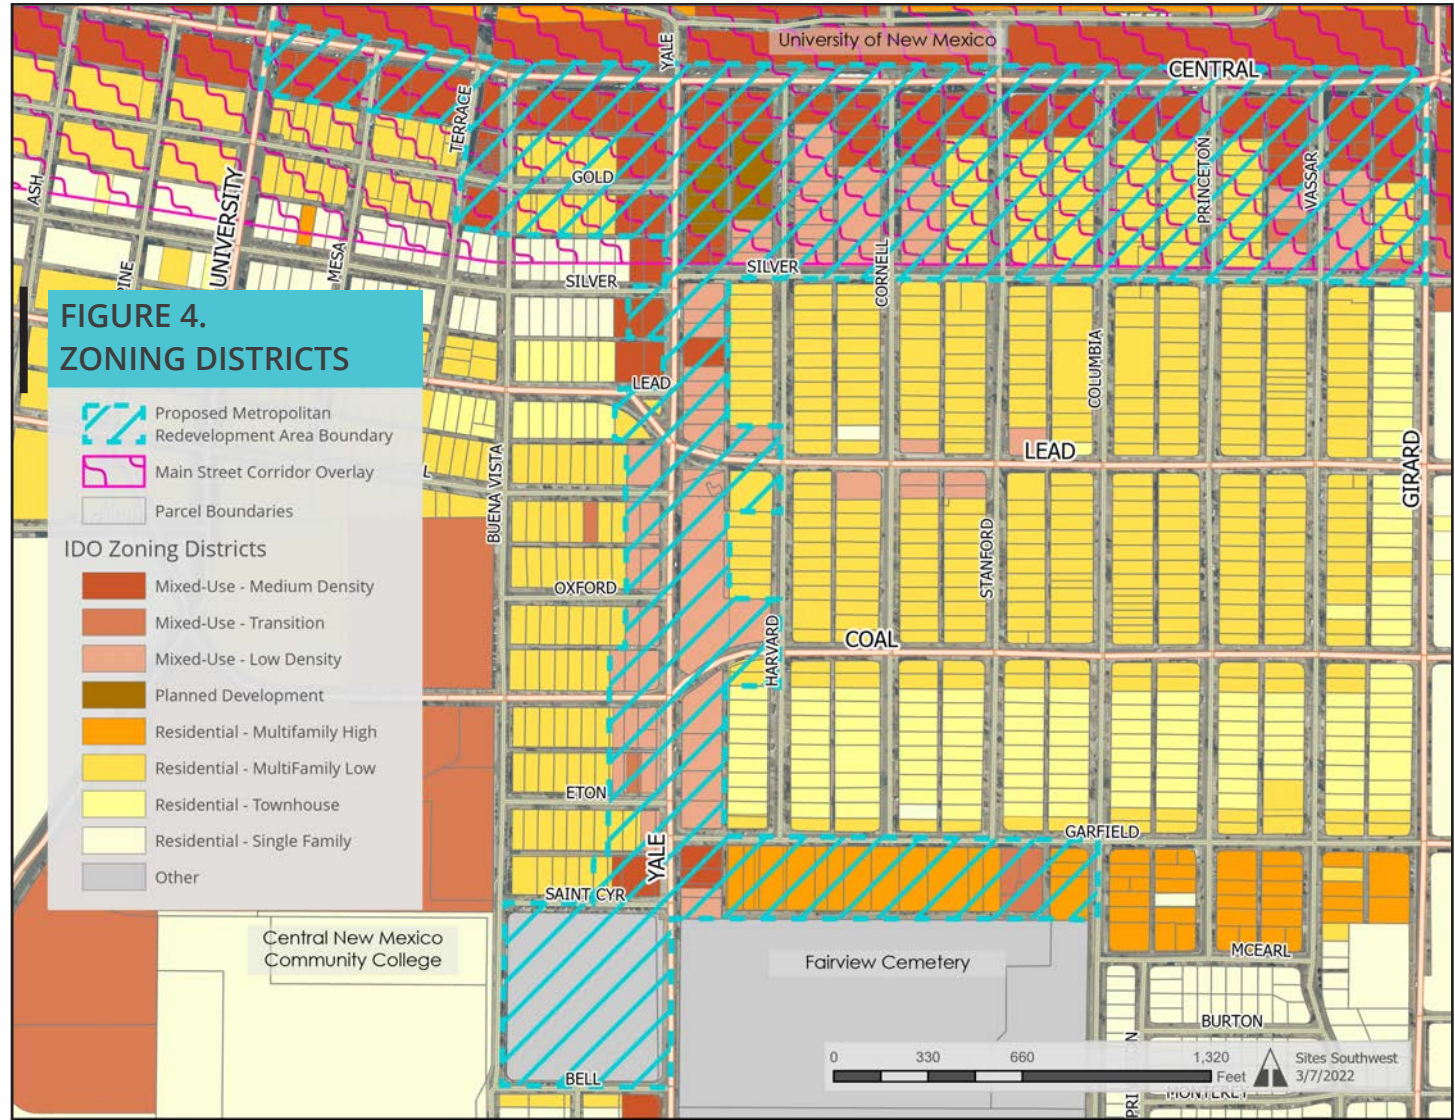 University of New Mexico
CENTRAL
YALE
TERRACE
GOLD
ASH
UNIVERSITY
MESA
PINE
PRINCETON
VASSAR
CORNELL
SILVER
SILVER
FIGURE 4.
ZONING DISTRICTS
Proposed Metropolitan
Redevelopment Area Boundary
Main Street Corridor Overlay
Parcel Boundaries
IDO Zoning Districts
Mixed-Use - Medium Density
Mixed-Use - Transition
Mixed-Use - Low Density
Planned Development
Residential - Multifamily High
Residential - MultiFamily Low
Residential - Townhouse
Residential - Single Family
Other
LEAD
COLUMBIA
LEAD
GIRARD
BUENA VISTA
L
STANFORD
OXFORD
HARVARD
COAL
ETON
YALE
GARFIELD
SAINT CYR
Central New Mexico
Community College
Fairview Cemetery
MCEARL
BURTON
BELL
MONTEREY
0 330 660 1,320
Feet
Sites Southwest
3/7/2022